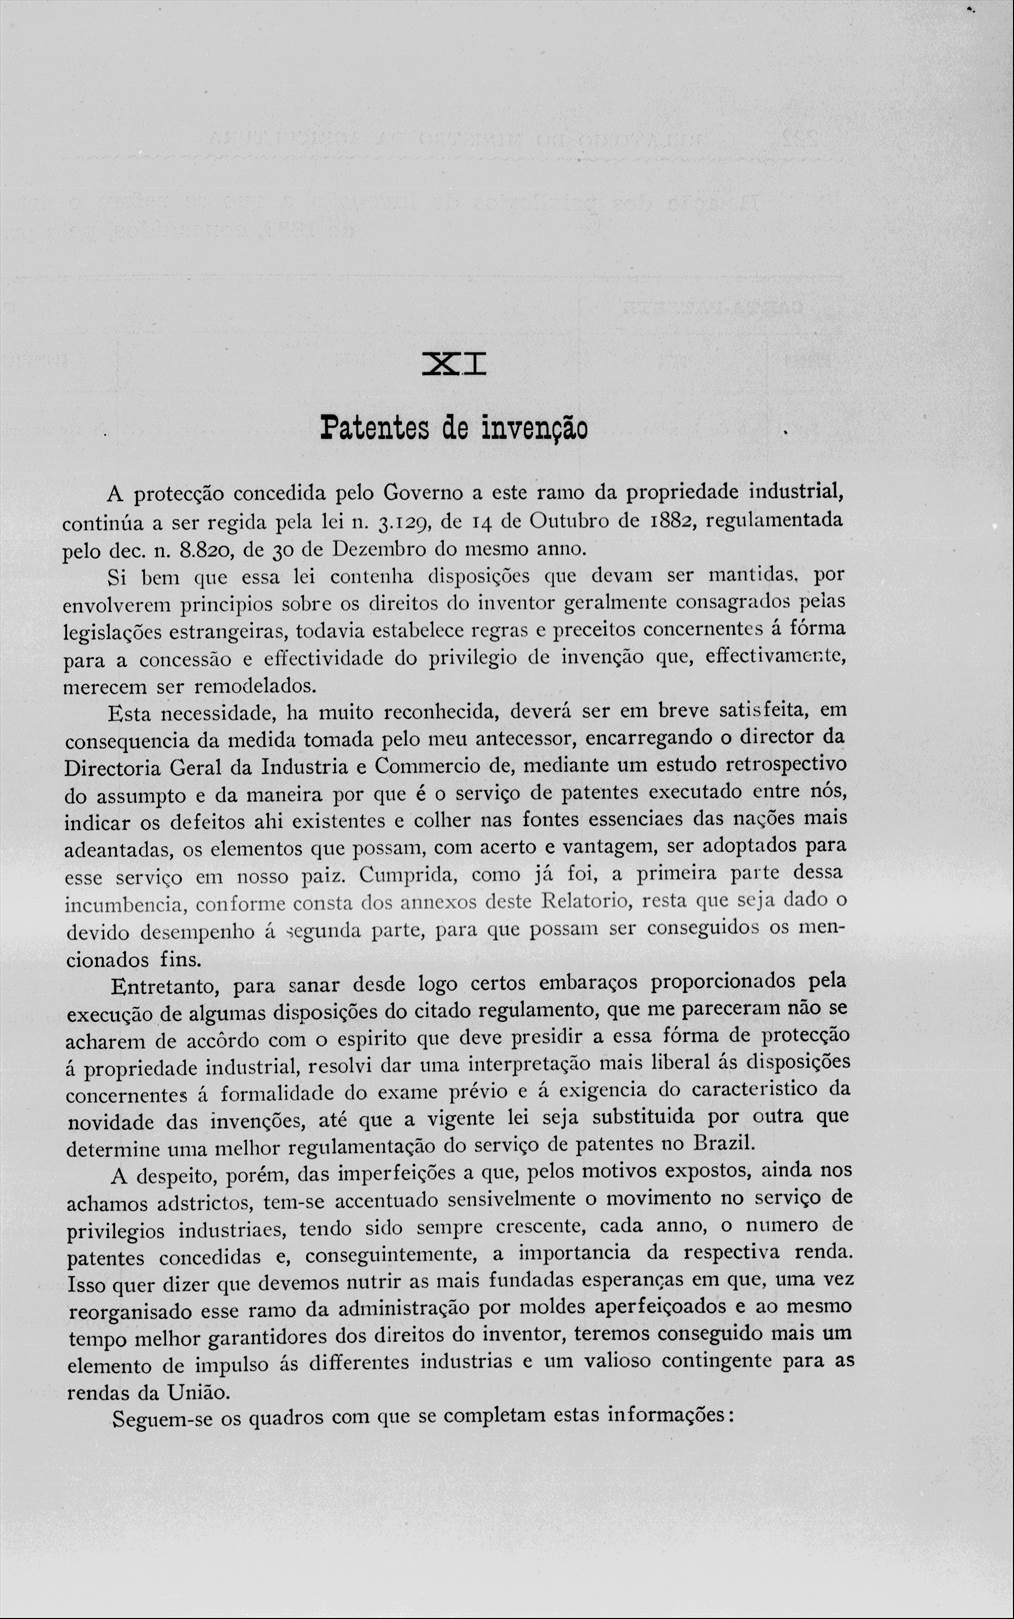 XI
Patentes de invenção
A protecção concedida pelo Governo a este ramo da propriedade industrial,
continúa a ser regida pela lei n. 3.129, de 14 de Outubro de 1882, regulamentada
pelo dec. n. 8.820, de 30 de Dezembro do mesmo anno.
Si bem que essa lei contenha disposições que devam ser mantidas, por
envolverem principios sobre os direitos do inventor geralmente consagrados pelas
legislações estrangeiras, todavia estabelece regras e preceitos concernentes á fórma
para a concessão e effectividade do privilegio de invenção que, effectivamente,
merecem ser remodelados.
Esta necessidade, ha muito reconhecida, deverá ser em breve satisfeita, em
consequencia da medida tomada pelo meu antecessor, encarregando o director da
Directoria Geral da Industria e Commercio de, mediante um estudo retrospectivo
do assumpto e da maneira por que é o serviço de patentes executado entre nós,
indicar os defeitos ahi existentes e colher nas fontes essenciaes das nações mais
adeantadas, os elementos que possam, com acerto e vantagem, ser adoptados para
esse serviço em nosso paiz. Cumprida, como já foi, a primeira parte dessa
incumbencia, conforme consta dos annexos deste Relatorio, resta que seja dado o
devido desempenho á segunda parte, para que possam ser conseguidos os men-
cionados fins.
Entretanto, para sanar desde logo certos embaraços proporcionados pela
execução de algumas disposições do citado regulamento, que me pareceram não se
acharem de accôrdo com o espirito que deve presidir a essa fórma de protecção
á propriedade industrial, resolvi dar uma interpretação mais liberal ás disposições
concernentes á formalidade do exame prévio e á exigencia do caracteristico da
novidade das invenções, até que a vigente lei seja substituida por outra que
determine uma melhor regulamentação do serviço de patentes no Brazil.
A despeito, porém, das imperfeições a que, pelos motivos expostos, ainda nos
achamos adstrictos, tem-se accentuado sensivelmente o movimento no serviço de
privilegios industriaes, tendo sido sempre crescente, cada anno, o numero de
patentes concedidas e, conseguintemente, a importancia da respectiva renda.
Isso quer dizer que devemos nutrir as mais fundadas esperanças em que, uma vez
reorganisado esse ramo da administração por moldes aperfeiçoados e ao mesmo
tempo melhor garantidores dos direitos do inventor, teremos conseguido mais um
elemento de impulso ás differentes industrias e um valioso contingente para as
rendas da União.
Seguem-se os quadros com que se completam estas informações: